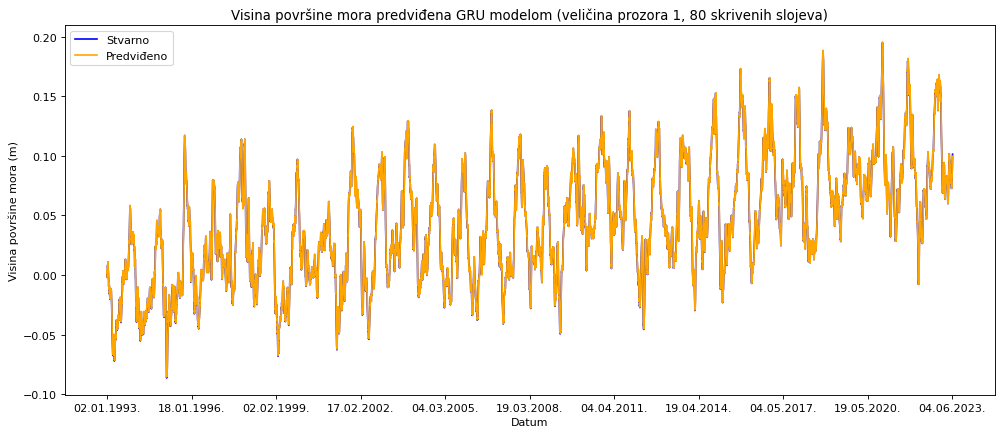 Visina površine mora predviđena GRU modelom (veličina prozora 1, 80 skrivenih slojeva)
Stvarno
Predviđeno
Visina površine mora (m)
0.20
0.15
0.10
0.05
0.00
−0.05
−0.10
02.01.1993. 18.01.1996. 02.02.1999. 17.02.2002. 04.03.2005. 19.03.2008. 04.04.2011. 19.04.2014. 04.05.2017. 19.05.2020. 04.06.2023.
Datum